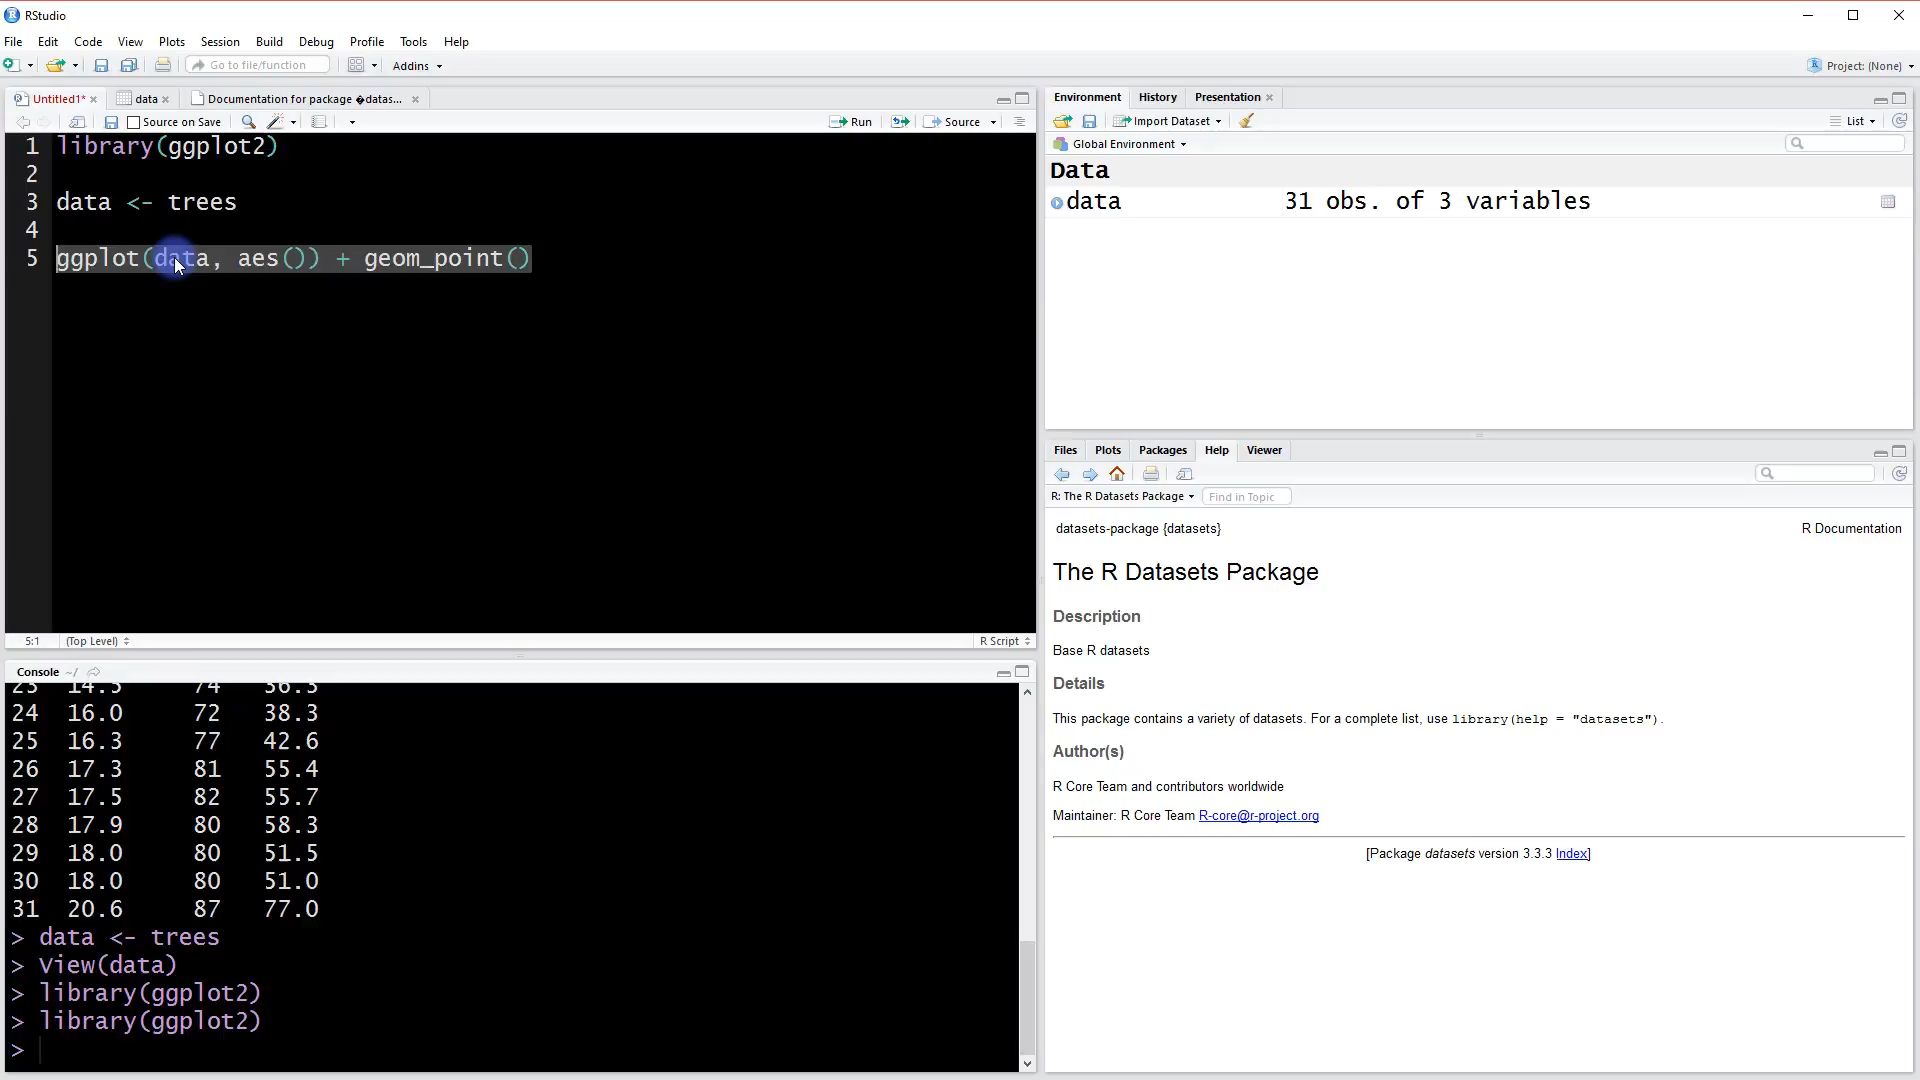 RStudio
File Edit Code View Plots Session Build Debug Profile Tools Help
Go to file/function Addins Project: (None)
Untitled1* data Documentation for package �datas...
Source on Save Run Source
1 library(ggplot2)
2
3 data <- trees
4
5 ggplot(data, aes()) + geom_point()
5:1 (Top Level) R Script
Console ~/
23 14.5 74 36.3
24 16.0 72 38.3
25 16.3 77 42.6
26 17.3 81 55.4
27 17.5 82 55.7
28 17.9 80 58.3
29 18.0 80 51.5
30 18.0 80 51.0
31 20.6 87 77.0
> data <- trees
> View(data)
> library(ggplot2)
> library(ggplot2)
>
Environment History Presentation
Import Dataset List
Global Environment
Data
data 31 obs. of 3 variables
Files Plots Packages Help Viewer
R: The R Datasets Package Find in Topic
datasets-package {datasets} R Documentation
The R Datasets Package
Description
Base R datasets
Details
This package contains a variety of datasets. For a complete list, use library(help = "datasets").
Author(s)
R Core Team and contributors worldwide
Maintainer: R Core Team R-core@r-project.org
[Package datasets version 3.3.3 Index]